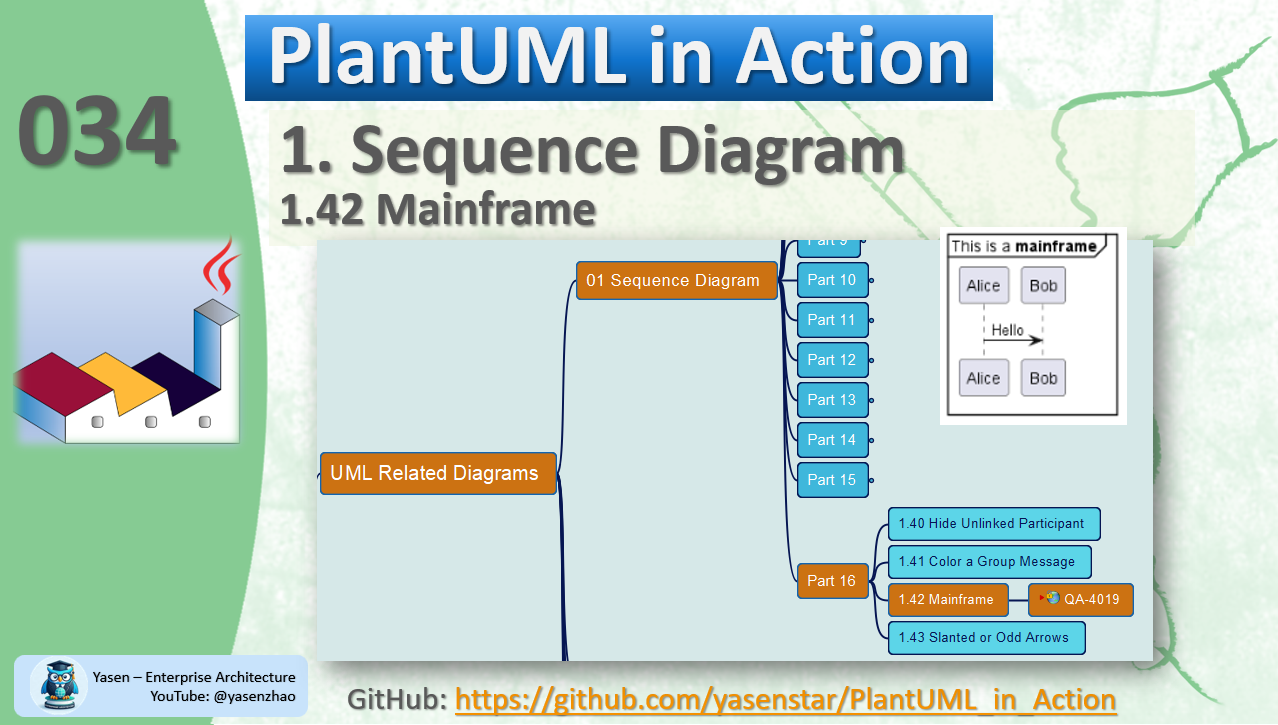 PlantUML in Action
034
1. Sequence Diagram
1.42 Mainframe
Part 9
01 Sequence Diagram
Part 10
Part 11
Part 12
Part 13
Part 14
Part 15
This is a mainframe
Alice Bob
Hello
Alice Bob
UML Related Diagrams
Part 16
1.40 Hide Unlinked Participant
1.41 Color a Group Message
1.42 Mainframe
QA-4019
1.43 Slanted or Odd Arrows
Yasen – Enterprise Architecture
YouTube: @yasenzhao
GitHub: https://github.com/yasenstar/PlantUML_in_Action